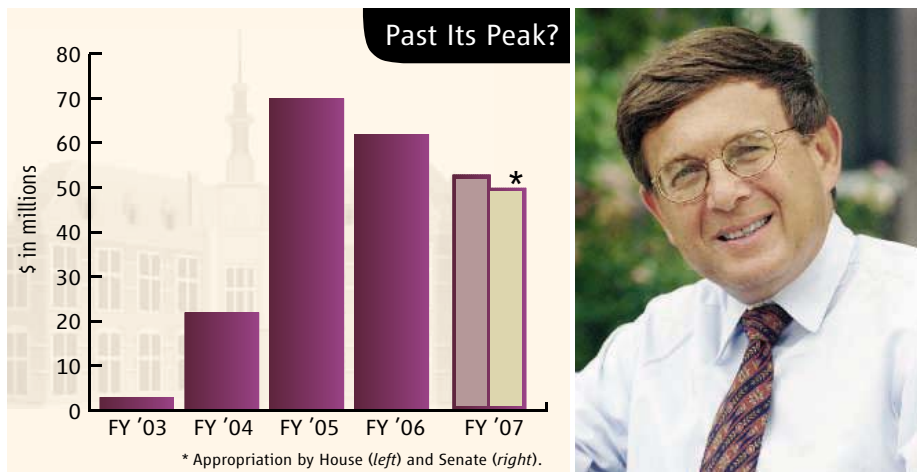 Past Its Peak?
$ in millions
80
70
60
50
40
30
20
10
0
*
FY ’03 FY ’04 FY ’05 FY ’06 FY ’07
* Appropriation by House (left) and Senate (right).